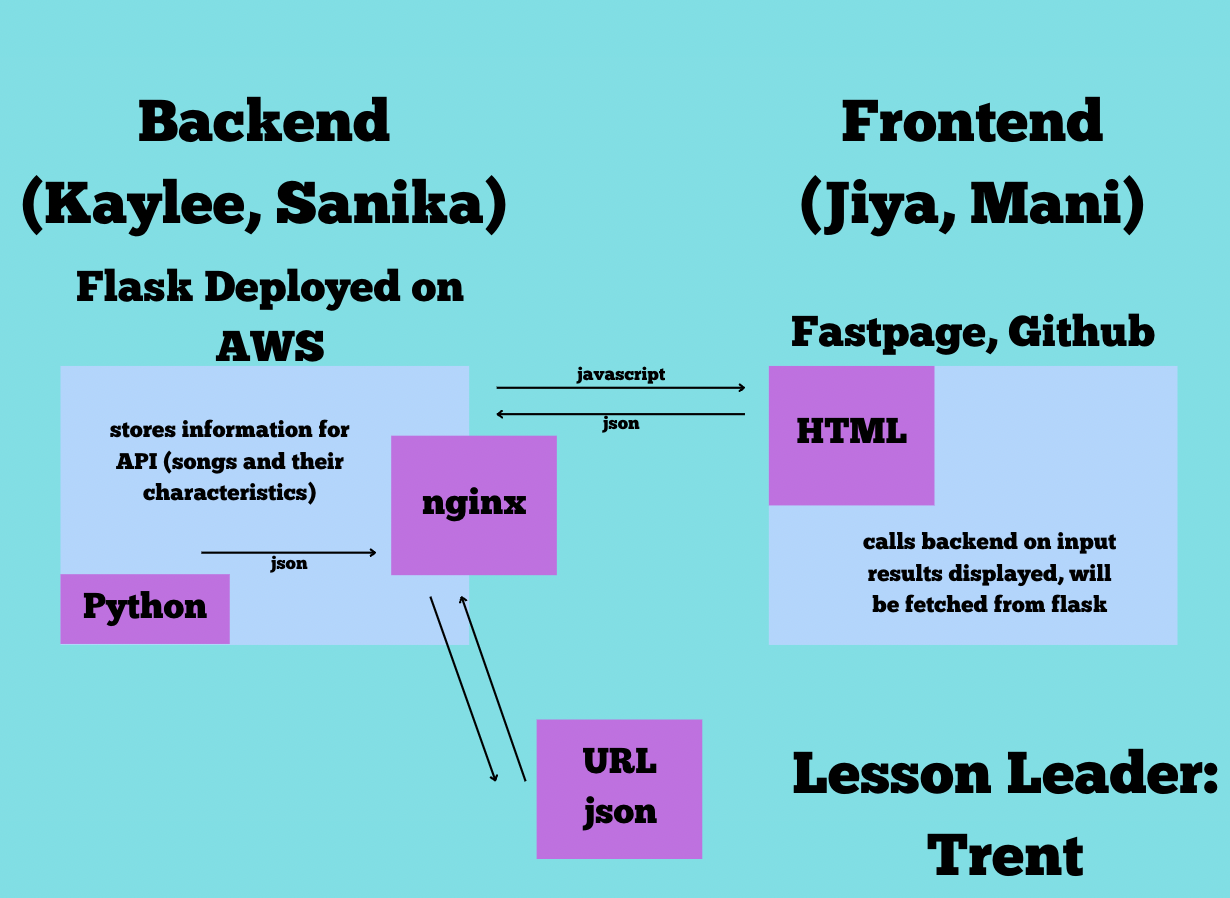 Backend
(Kaylee, Sanika)
Flask Deployed on
AWS
stores information for
API (songs and their
characteristics)
json
Python
nginx
javascript
json
URL
json
Frontend
(Jiya, Mani)
Fastpage, Github
HTML
calls backend on input
results displayed, will
be fetched from flask
Lesson Leader:
Trent